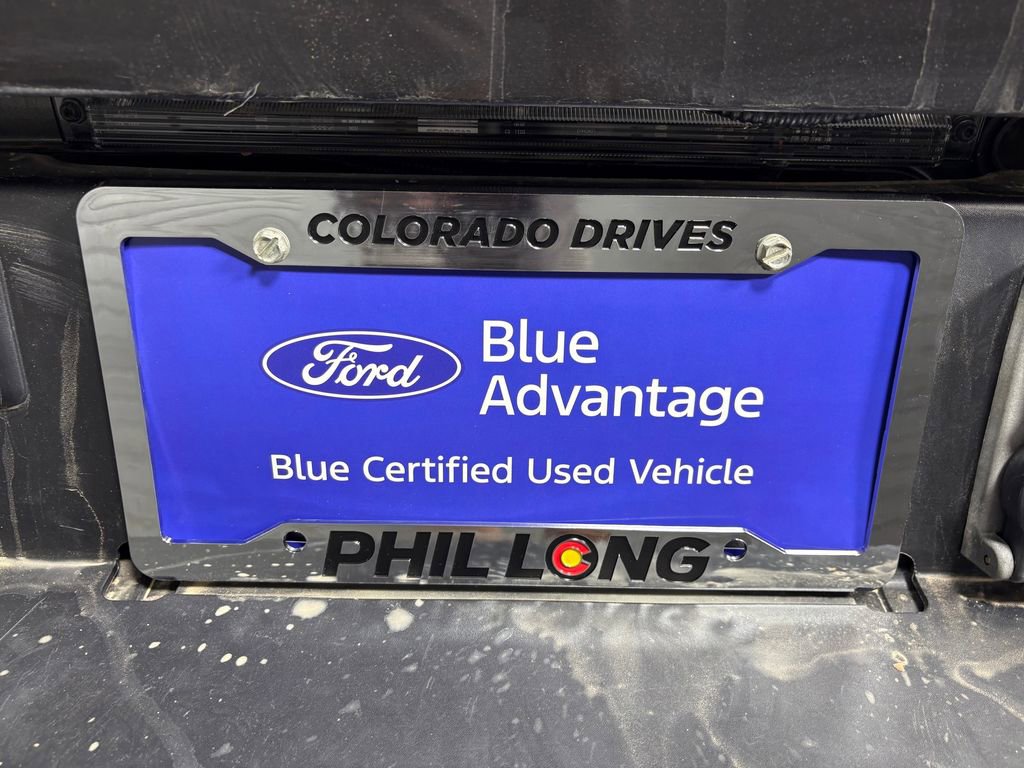 COLORADO DRIVES
Ford
Blue
Advantage
Blue Certified Used Vehicle
PHIL LONG